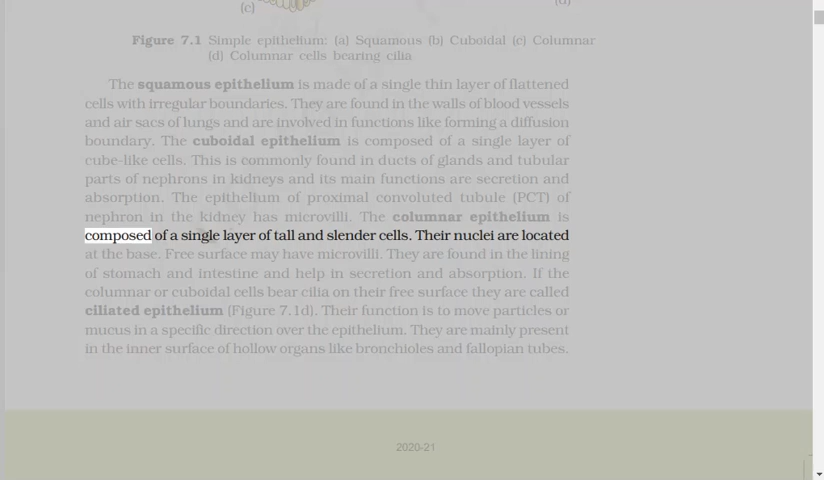 (c)
(d)
Figure 7.1 Simple epithelium: (a) Squamous (b) Cuboidal (c) Columnar
(d) Columnar cells bearing cilia
The squamous epithelium is made of a single thin layer of flattened
cells with irregular boundaries. They are found in the walls of blood vessels
and air sacs of lungs and are involved in functions like forming a diffusion
boundary. The cuboidal epithelium is composed of a single layer of
cube-like cells. This is commonly found in ducts of glands and tubular
parts of nephrons in kidneys and its main functions are secretion and
absorption. The epithelium of proximal convoluted tubule (PCT) of
nephron in the kidney has microvilli. The columnar epithelium is
composed of a single layer of tall and slender cells. Their nuclei are located
at the base. Free surface may have microvilli. They are found in the lining
of stomach and intestine and help in secretion and absorption. If the
columnar or cuboidal cells bear cilia on their free surface they are called
ciliated epithelium (Figure 7.1d). Their function is to move particles or
mucus in a specific direction over the epithelium. They are mainly present
in the inner surface of hollow organs like bronchioles and fallopian tubes.
2020-21